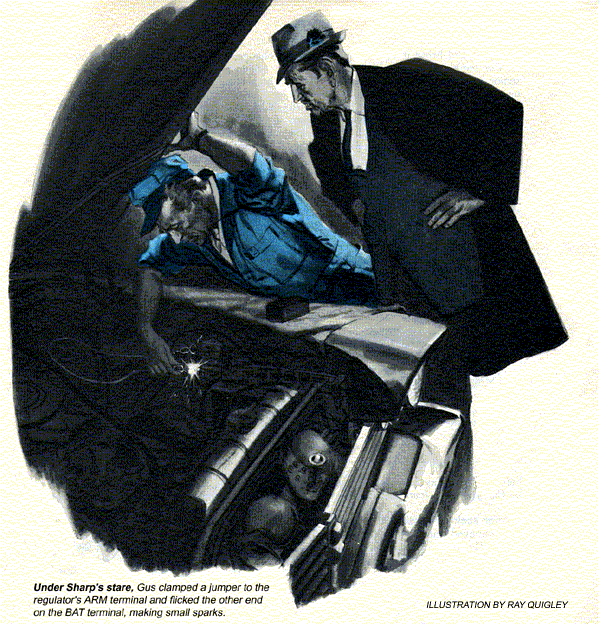 Under Sharp's stare, Gus clamped a jumper to the
regulator's ARM terminal and flicked the other end
on the BAT terminal, making small sparks.
ILLUSTRATION BY RAY QUIGLEY